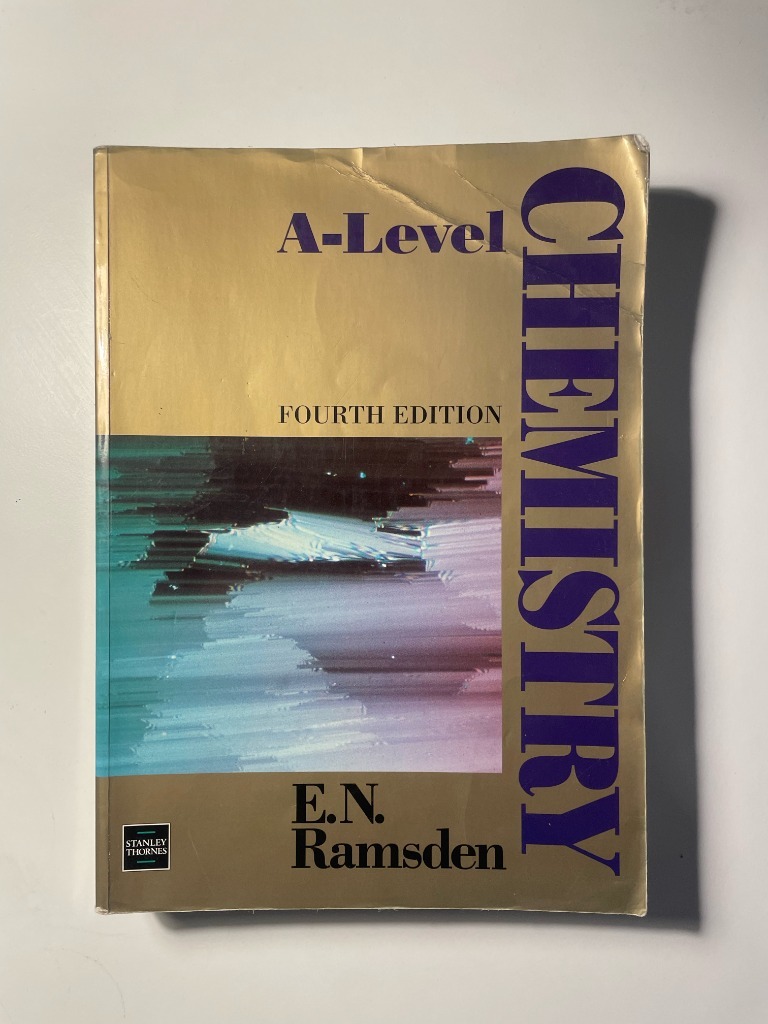 A-Level
CHEMISTRY
FOURTH EDITION
E.N.
Ramsden
STANLEY
THORNES